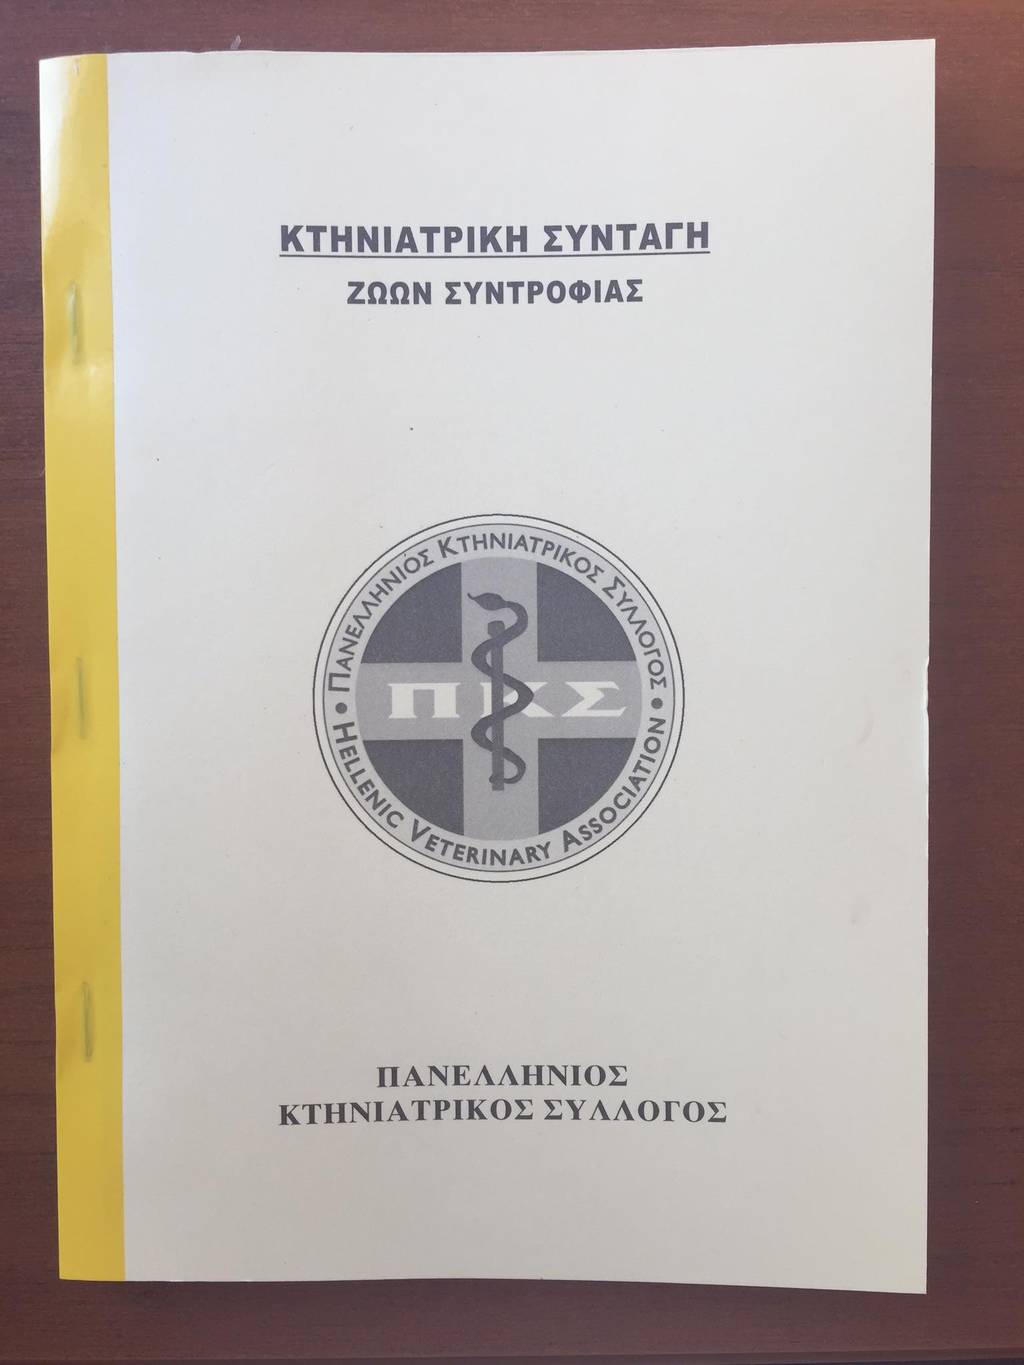 ΚΤΗΝΙΑΤΡΙΚΗ ΣΥΝΤΑΓΗ
ΖΩΩΝ ΣΥΝΤΡΟΦΙΑΣ
ΠΑΝΕΛΛΗΝΙΟΣ ΚΤΗΝΙΑΤΡΙΚΟΣ ΣΥΛΛΟΓΟΣ
ΠΚΣ
HELLENIC VETERINARY ASSOCIATION
ΠΑΝΕΛΛΗΝΙΟΣ
ΚΤΗΝΙΑΤΡΙΚΟΣ ΣΥΛΛΟΓΟΣ